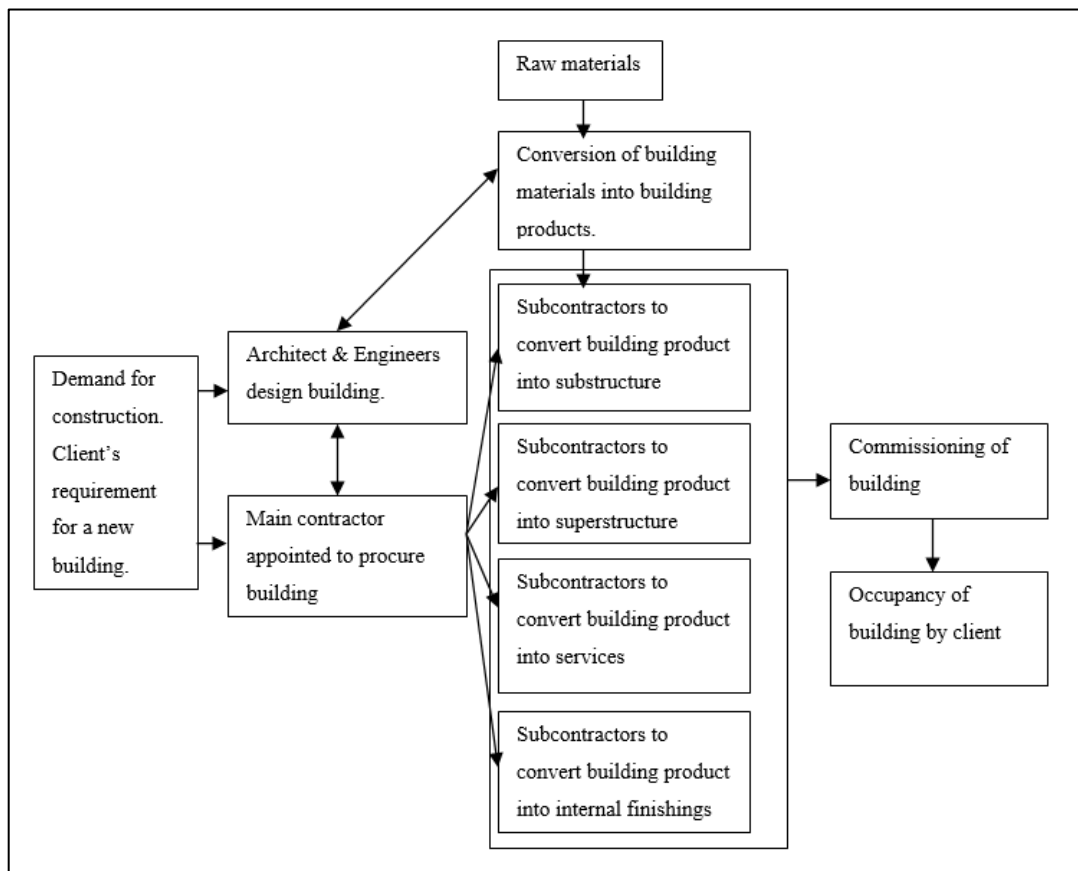 Raw materials
Conversion of building
materials into building
products.
Subcontractors to
convert building product
into substructure
Architect & Engineers
design building.
Demand for
construction.
Client’s
requirement
for a new
building.
Main contractor
appointed to procure
building
Subcontractors to
convert building product
into superstructure
Subcontractors to
convert building product
into services
Subcontractors to
convert building product
into internal finishings
Commissioning of
building
Occupancy of
building by client